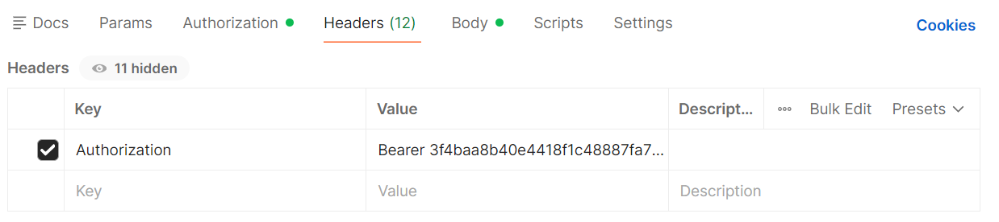 Docs Params Authorization Headers (12) Body Scripts Settings Cookies
Headers 11 hidden
Key Value Descript... Bulk Edit Presets
Authorization Bearer 3f4baa8b40e4418f1c48887fa7...
Key Value Description